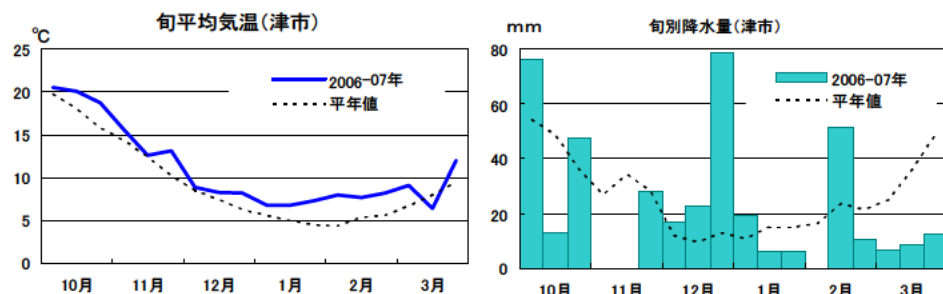 旬平均気温(津市)
℃
25
20
15
10
5
0
2006-07年
平年値
10月 11月 12月 1月 2月 3月
旬別降水量(津市)
mm
80
60
40
20
0
2006-07年
平年値
10月 11月 12月 1月 2月 3月